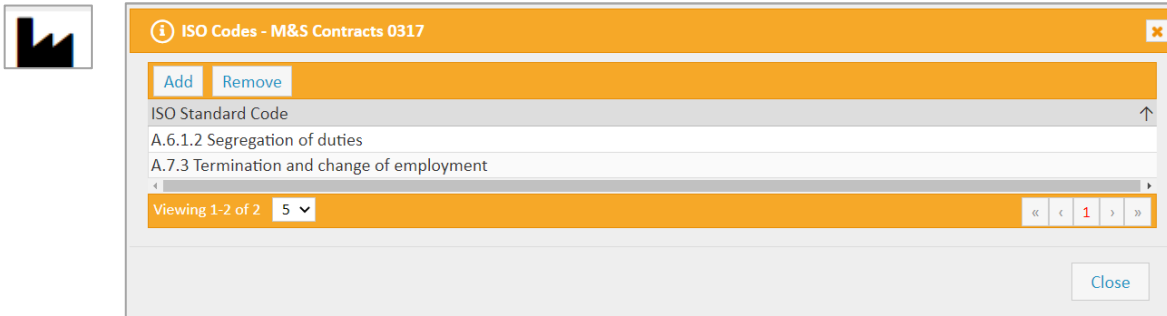 ISO Codes - M&S Contracts 0317
Add Remove
ISO Standard Code
A.6.1.2 Segregation of duties
A.7.3 Termination and change of employment
Viewing 1-2 of 2 5
« ‹ 1 › »
Close